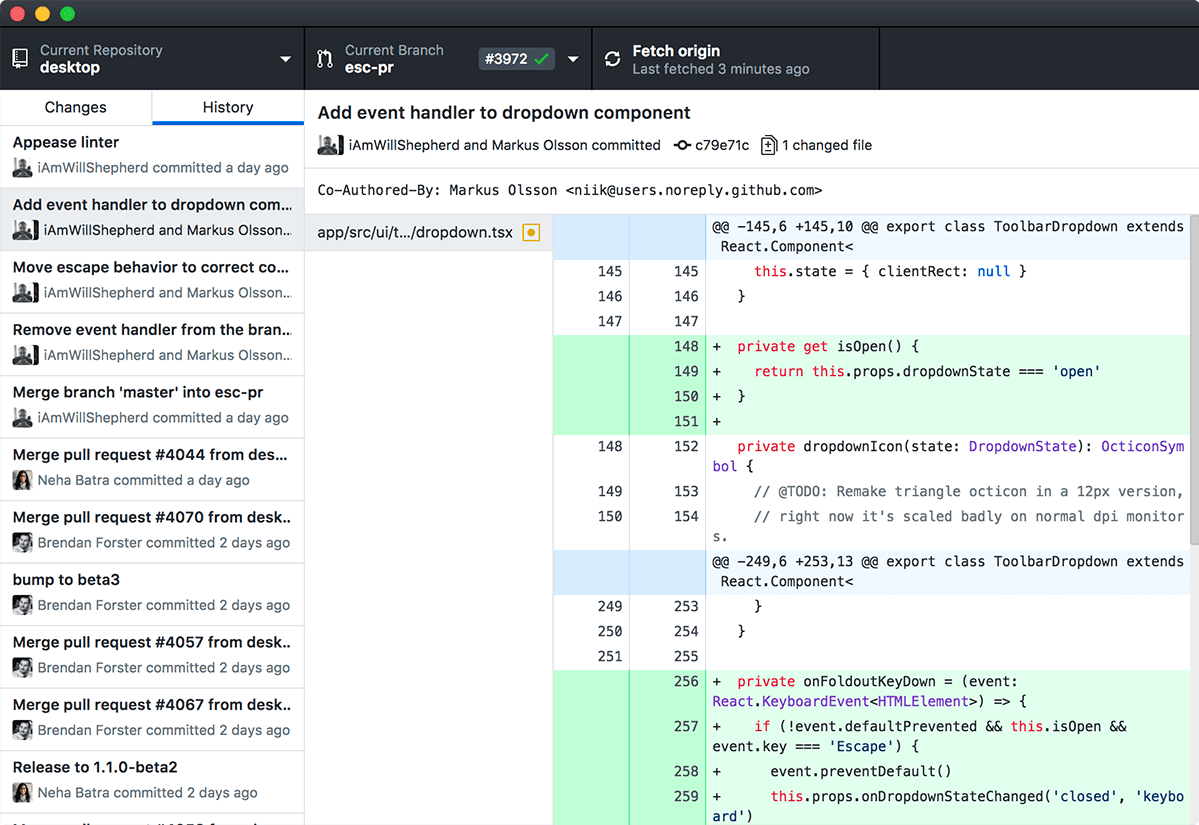 Current Repository
desktop
Current Branch
esc-pr
#3972
Fetch origin
Last fetched 3 minutes ago
Changes
History
Appease linter
iAmWillShepherd committed a day ago
Add event handler to dropdown com...
iAmWillShepherd and Markus Olsson...
Move escape behavior to correct co...
iAmWillShepherd and Markus Olsson...
Remove event handler from the bran...
iAmWillShepherd and Markus Olsson...
Merge branch 'master' into esc-pr
iAmWillShepherd committed a day ago
Merge pull request #4044 from des...
Neha Batra committed a day ago
Merge pull request #4070 from desk...
Brendan Forster committed 2 days ago
bump to beta3
Brendan Forster committed 2 days ago
Merge pull request #4057 from desk...
Brendan Forster committed 2 days ago
Merge pull request #4067 from desk...
Brendan Forster committed 2 days ago
Release to 1.1.0-beta2
Neha Batra committed 2 days ago
Add event handler to dropdown component
iAmWillShepherd and Markus Olsson committed c79e71c 1 changed file
Co-Authored-By: Markus Olsson <niik@users.noreply.github.com>
app/src/ui/t.../dropdown.tsx
@@ -145,6 +145,10 @@ export class ToolbarDropdown extends
React.Component<
145 145 this.state = { clientRect: null }
146 146 }
147 147
148 + private get isOpen() {
149 + return this.props.dropdownState === 'open'
150 + }
151 +
148 152 private dropdownIcon(state: DropdownState): OcticonSym
bol {
149 153 // @TODO: Remake triangle octicon in a 12px version,
150 154 // right now it's scaled badly on normal dpi monitor
s.
@@ -249,6 +253,13 @@ export class ToolbarDropdown extends
React.Component<
249 253 }
250 254 }
251 255
256 + private onFoldoutKeyDown = (event:
React.KeyboardEvent<HTMLElement>) => {
257 + if (!event.defaultPrevented && this.isOpen &&
event.key === 'Escape') {
258 + event.preventDefault()
259 + this.props.onDropdownStateChanged('closed', 'keybo
ard')